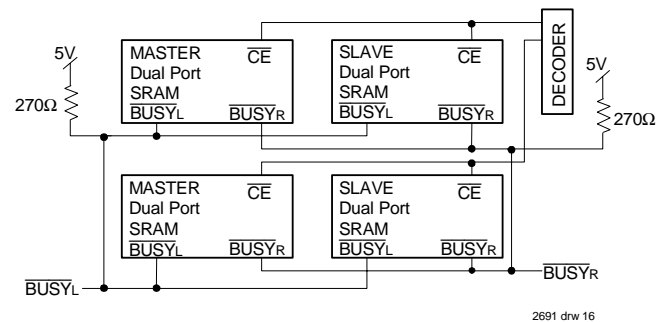 MASTER
Dual Port
SRAM
BUSYL
CE
BUSYR
SLAVE
Dual Port
SRAM
BUSYL
CE
BUSYR
DECODER
5V
270Ω
5V
270Ω
MASTER
Dual Port
SRAM
BUSYL
CE
BUSYR
SLAVE
Dual Port
SRAM
BUSYL
CE
BUSYR
BUSYL
BUSYR
2691 drw 16